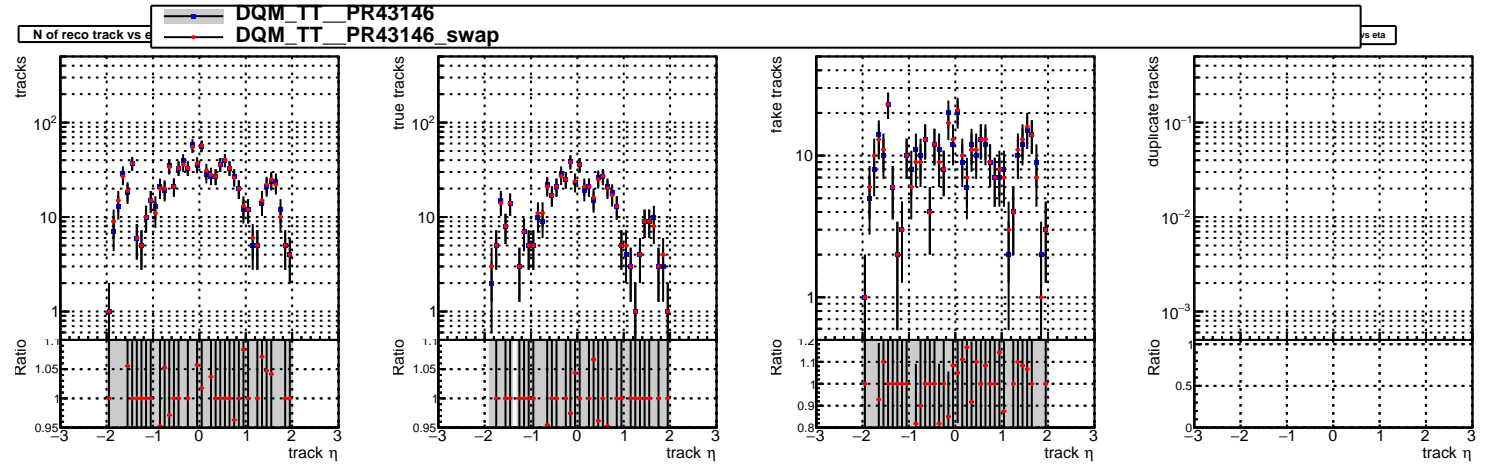 DQM_TT__PR43146
DQM_TT__PR43146_swap
N of reco track vs e
vs eta
tracks
10²
10
1
Ratio
1.1
1.05
1
0.95
−3 −2 −1 0 1 2 3
track η
true tracks
10²
10
1
Ratio
1.1
1.05
1
0.95
−3 −2 −1 0 1 2 3
track η
fake tracks
10
1
Ratio
1.2
1.1
1.0
0.9
0.8
−3 −2 −1 0 1 2 3
track η
duplicate tracks
10⁻¹
10⁻²
10⁻³
Ratio
1
0.5
0
−3 −2 −1 0 1 2 3
track η